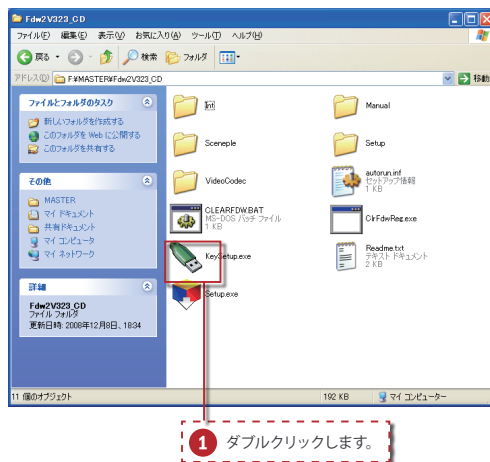 Fdw2V323_CD
ファイル(F) 編集(E) 表示(V) お気に入り(A) ツール(T) ヘルプ(H)
戻る 検索 フォルダ
アドレス(D) F:¥MASTER¥Fdw2V323_CD 移動
ファイルとフォルダのタスク
新しいフォルダを作成する
このフォルダを Web に公開する
このフォルダを共有する
その他
MASTER
マイ ドキュメント
共有ドキュメント
マイ コンピュータ
マイ ネットワーク
詳細
Fdw2V323_CD
ファイル フォルダ
更新日時: 2008年12月8日、18:34
Int
Manual
Sceneple
Setup
VideoCodec
autorun.inf
セットアップ情報
1 KB
CLEARFDW.BAT
MS-DOS バッチ ファイル
1 KB
ClrFdwReg.exe
KeySetup.exe
Readme.txt
テキスト ドキュメント
2 KB
Setup.exe
11 個のオブジェクト 192 KB マイ コンピューター
1 ダブルクリックします。